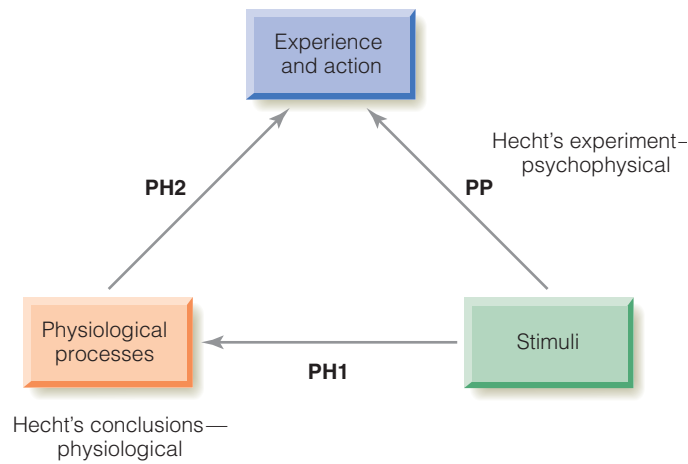 Experience
and action
Hecht's experiment–
psychophysical
PH2
PP
Physiological
processes
Stimuli
PH1
Hecht's conclusions—
physiological